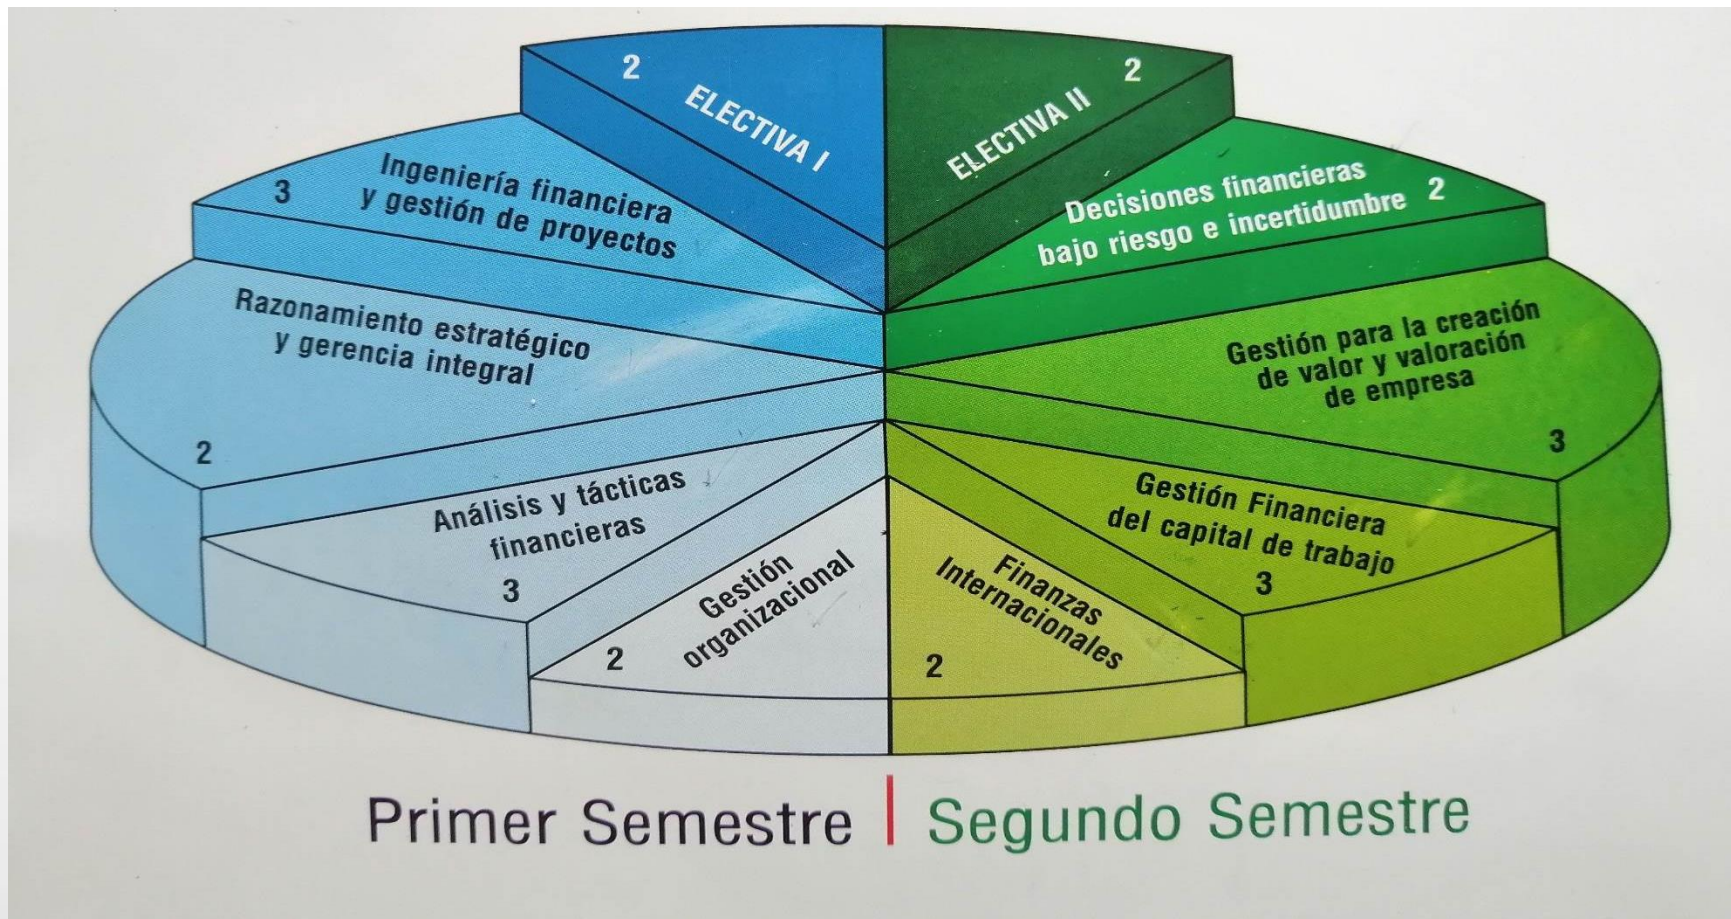 2
ELECTIVA I
3
Ingeniería financiera
y gestión de proyectos
Razonamiento estratégico
y gerencia integral
2
Análisis y tácticas
financieras
3
Gestión
organizacional
2
2
ELECTIVA II
Decisiones financieras
bajo riesgo e incertidumbre 2
Gestión para la creación
de valor y valoración
de empresa
3
Gestión Financiera
del capital de trabajo
3
Finanzas
Internacionales
2
Primer Semestre | Segundo Semestre